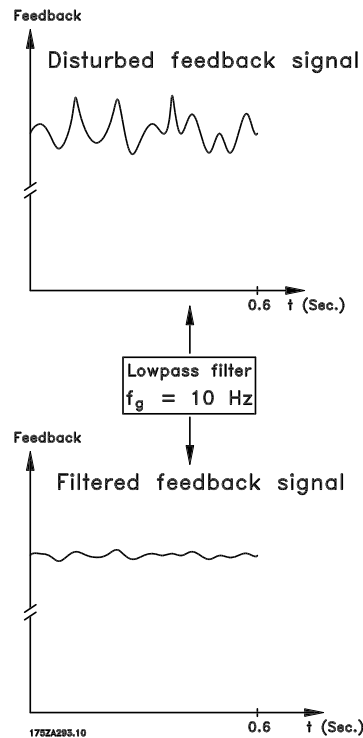 Feedback
Disturbed feedback signal
0.6 t (Sec.)
Lowpass filter
fg = 10 Hz
Feedback
Filtered feedback signal
175ZA293.10
0.6 t (Sec.)